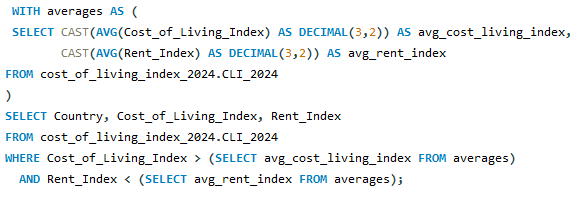 WITH averages AS (
SELECT CAST(AVG(Cost_of_Living_Index) AS DECIMAL(3,2)) AS avg_cost_living_index,
CAST(AVG(Rent_Index) AS DECIMAL(3,2)) AS avg_rent_index
FROM cost_of_living_index_2024.CLI_2024
)
SELECT Country, Cost_of_Living_Index, Rent_Index
FROM cost_of_living_index_2024.CLI_2024
WHERE Cost_of_Living_Index > (SELECT avg_cost_living_index FROM averages)
AND Rent_Index < (SELECT avg_rent_index FROM averages);